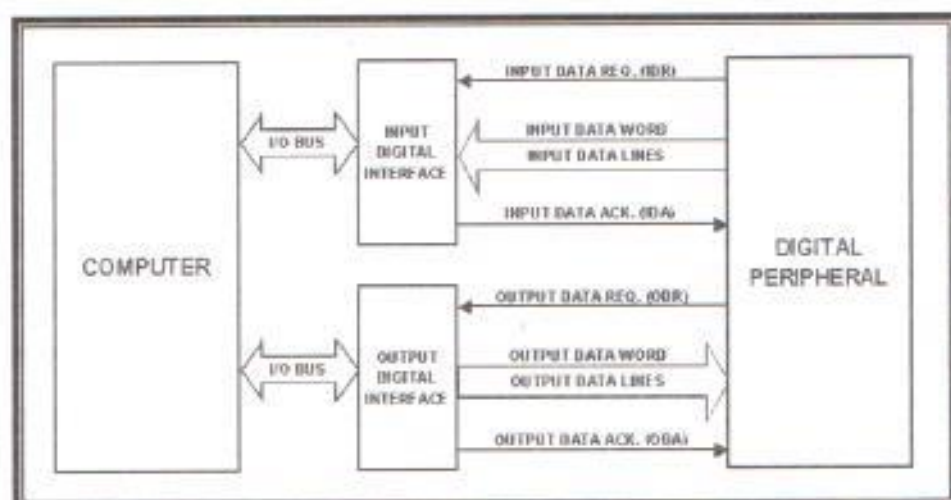 COMPUTER
I/O BUS
I/O BUS
INPUT
DIGITAL
INTERFACE
OUTPUT
DIGITAL
INTERFACE
INPUT DATA REQ. (IDR)
INPUT DATA WORD
INPUT DATA LINES
INPUT DATA ACK. (IDA)
OUTPUT DATA REQ. (ODR)
OUTPUT DATA WORD
OUTPUT DATA LINES
OUTPUT DATA ACK. (ODA)
DIGITAL
PERIPHERAL